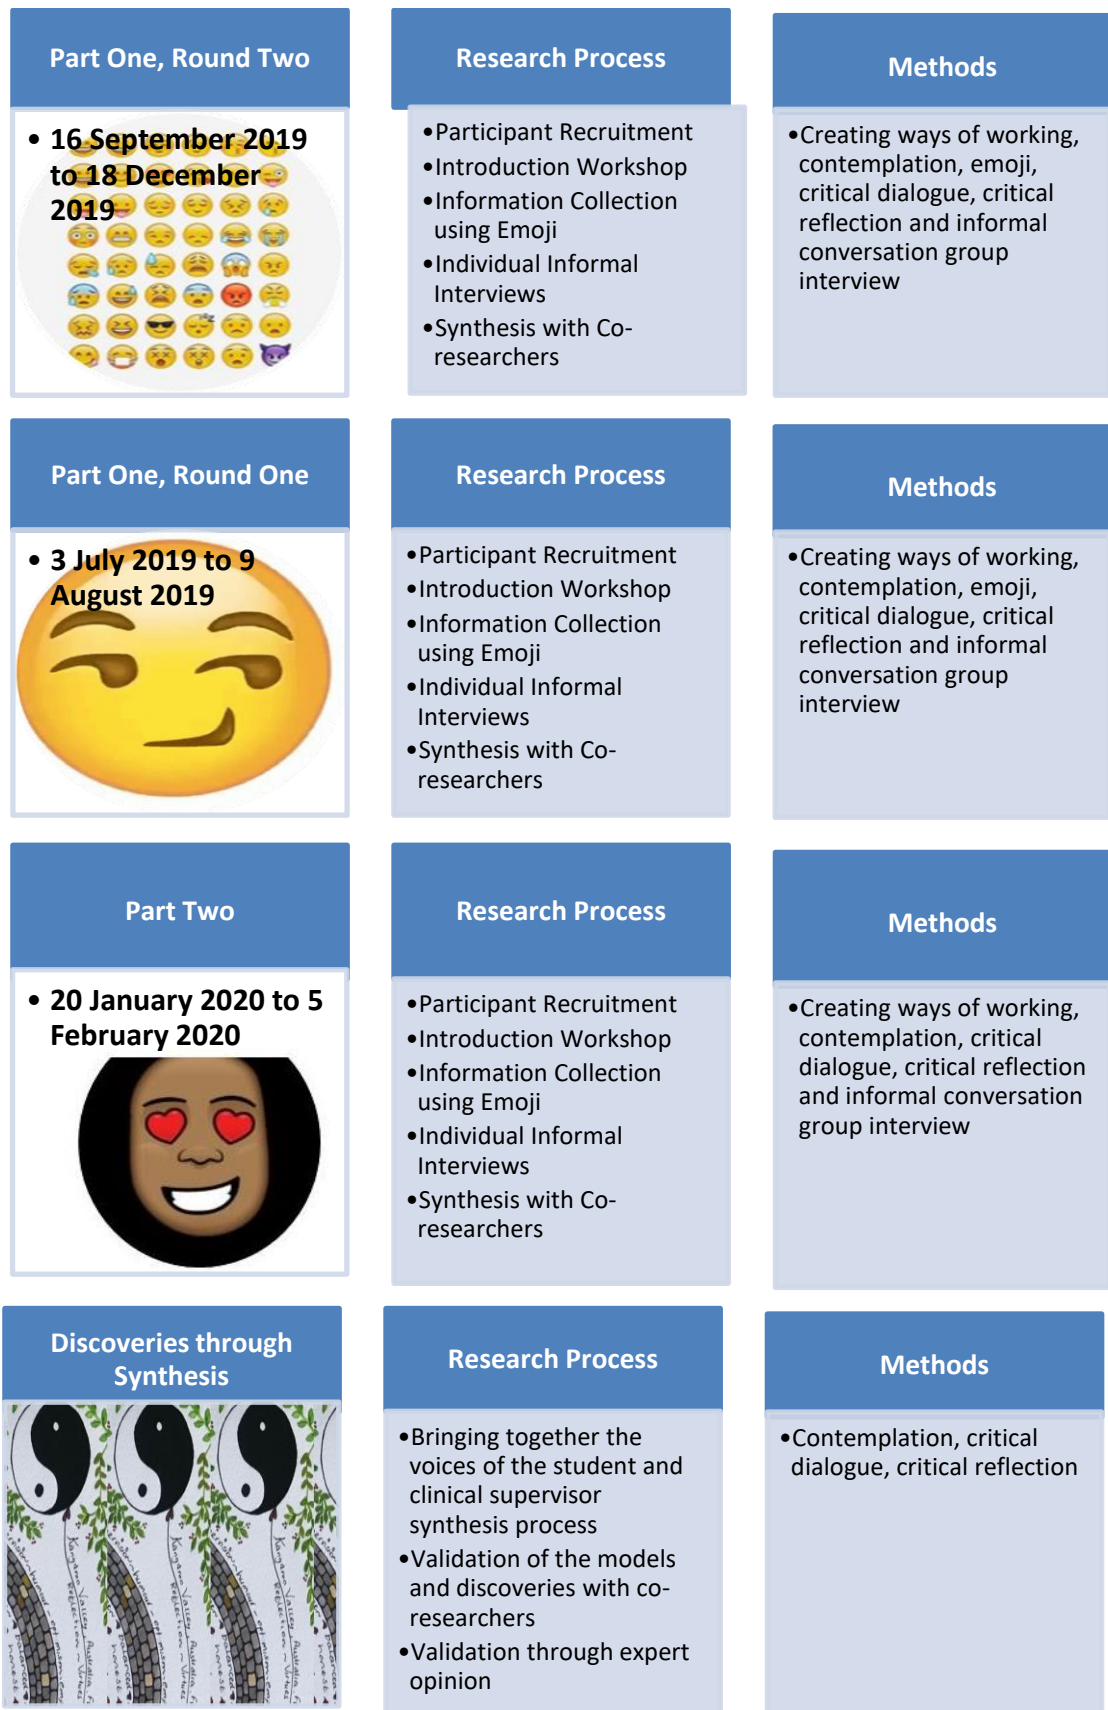 Part One, Round Two
• 16 September 2019
to 18 December
2019
Research Process
•Participant Recruitment
•Introduction Workshop
•Information Collection
using Emoji
•Individual Informal
Interviews
•Synthesis with Co-
researchers
Methods
•Creating ways of working,
contemplation, emoji,
critical dialogue, critical
reflection and informal
conversation group
interview
Part One, Round One
• 3 July 2019 to 9
August 2019
Research Process
•Participant Recruitment
•Introduction Workshop
•Information Collection
using Emoji
•Individual Informal
Interviews
•Synthesis with Co-
researchers
Methods
•Creating ways of working,
contemplation, emoji,
critical dialogue, critical
reflection and informal
conversation group
interview
Part Two
• 20 January 2020 to 5
February 2020
Research Process
•Participant Recruitment
•Introduction Workshop
•Information Collection
using Emoji
•Individual Informal
Interviews
•Synthesis with Co-
researchers
Methods
•Creating ways of working,
contemplation, critical
dialogue, critical reflection
and informal conversation
group interview
Discoveries through
Synthesis
Kangaroo Valley Australia
Reflection ~ Virtues
Research Process
•Bringing together the
voices of the student and
clinical supervisor
synthesis process
•Validation of the models
and discoveries with co-
researchers
•Validation through expert
opinion
Methods
•Contemplation, critical
dialogue, critical reflection